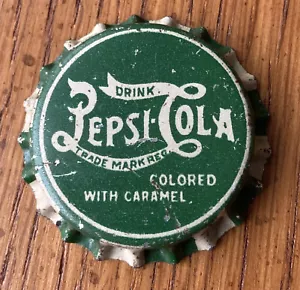 DRINK
PEPSI-COLA
TRADE MARK REG.
COLORED
WITH CARAMEL